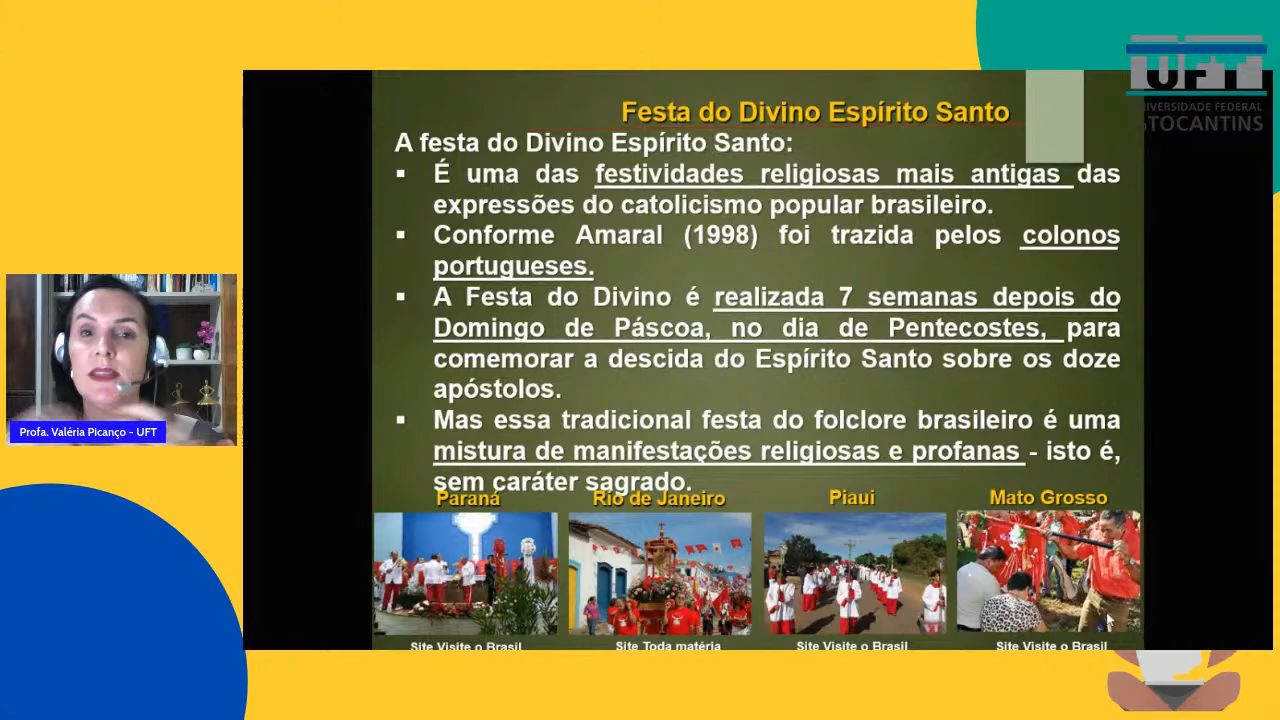 UFT
UNIVERSIDADE FEDERAL
TOCANTINS
Festa do Divino Espírito Santo
A festa do Divino Espírito Santo:
▪ É uma das festividades religiosas mais antigas das
expressões do catolicismo popular brasileiro.
▪ Conforme Amaral (1998) foi trazida pelos colonos
portugueses.
▪ A Festa do Divino é realizada 7 semanas depois do
Domingo de Páscoa, no dia de Pentecostes, para
comemorar a descida do Espírito Santo sobre os doze
apóstolos.
▪ Mas essa tradicional festa do folclore brasileiro é uma
mistura de manifestações religiosas e profanas - isto é,
sem caráter sagrado.
Paraná
Rio de Janeiro
Piaui
Mato Grosso
Site Visite o Brasil
Site Toda matéria
Site Visite o Brasil
Site Visite o Brasil
Profa. Valéria Picanço - UFT